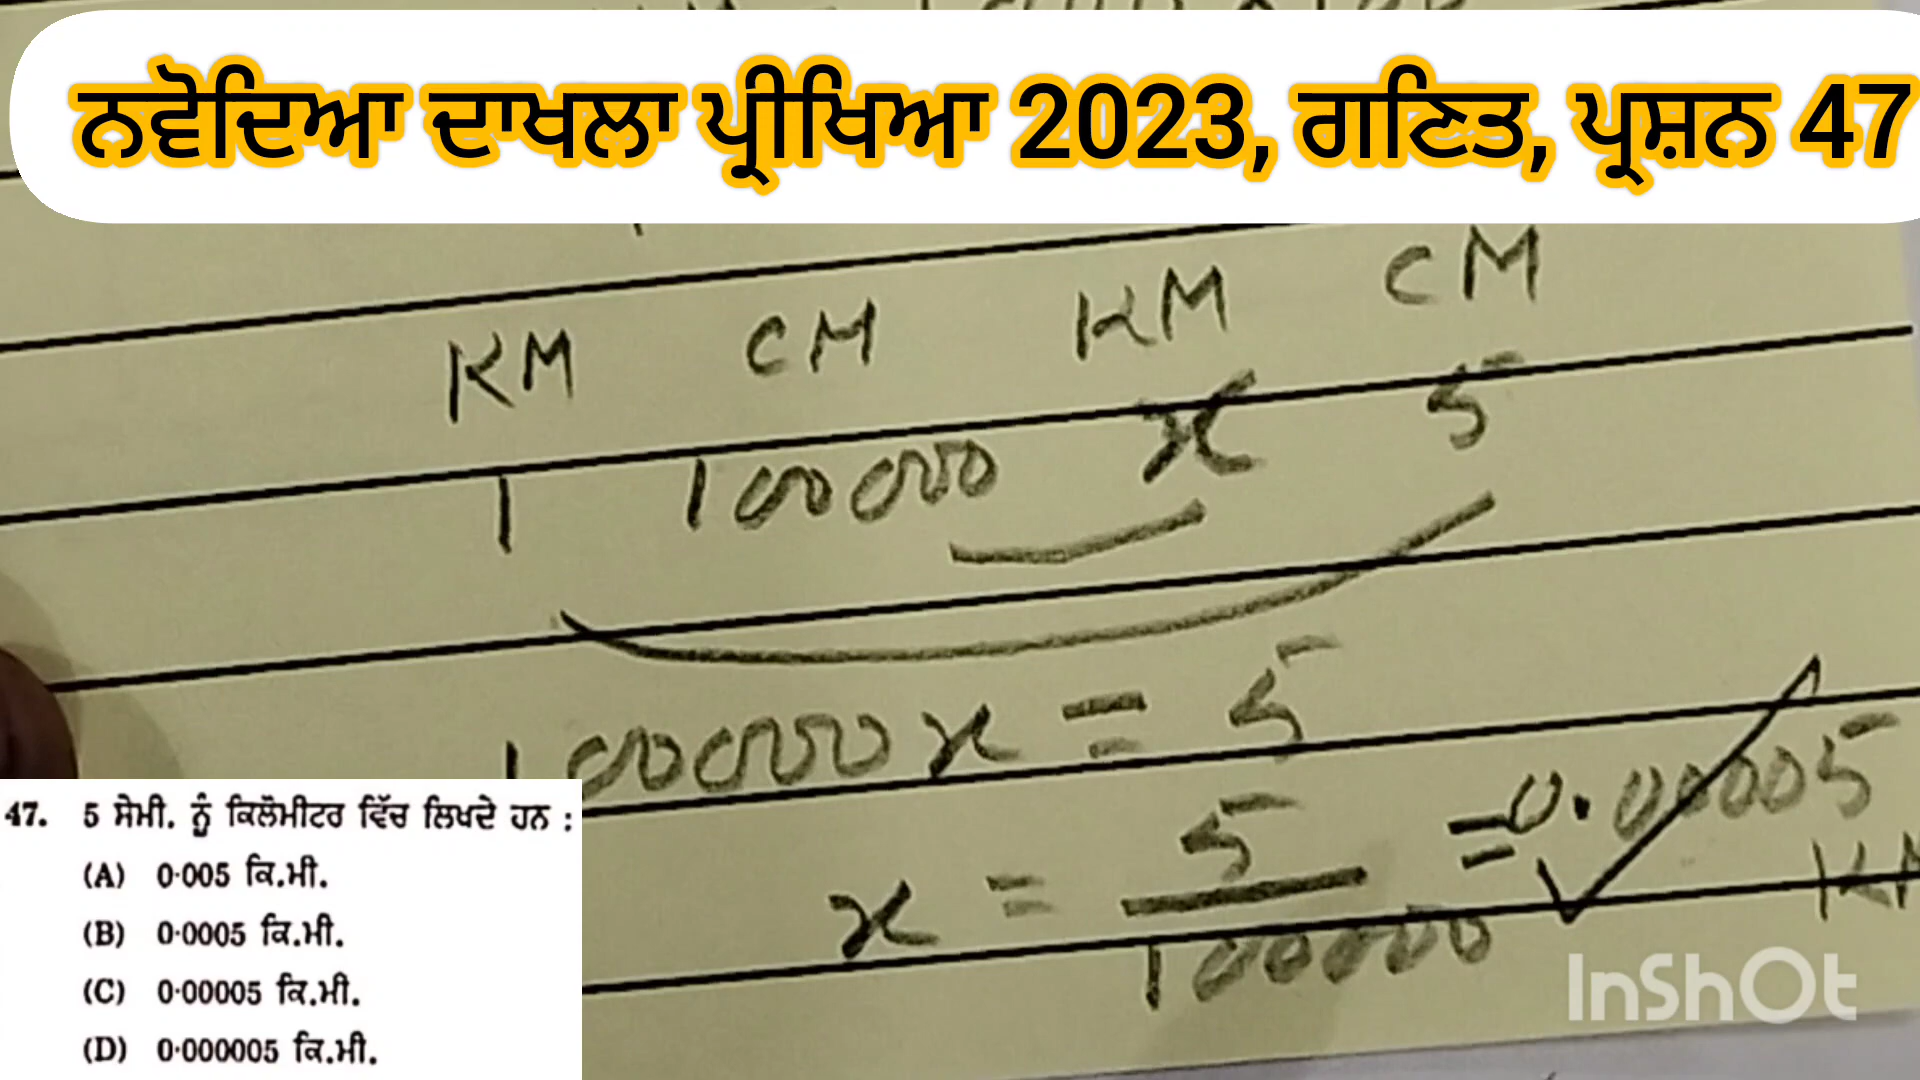 ਨਵੋਦਿਆ ਦਾਖਲਾ ਪ੍ਰੀਖਿਆ 2023, ਗਣਿਤ, ਪ੍ਰਸ਼ਨ 47
KM CM KM CM
1 100000 x 5
100000x = 5
x = 5/100000 = 0.00005
KM
47. 5 ਸੇਮੀ. ਨੂੰ ਕਿਲੋਮੀਟਰ ਵਿੱਚ ਲਿਖਦੇ ਹਨ :
(A) 0·005 ਕਿ.ਮੀ.
(B) 0·0005 ਕਿ.ਮੀ.
(C) 0·00005 ਕਿ.ਮੀ.
(D) 0·000005 ਕਿ.ਮੀ.
InShOt